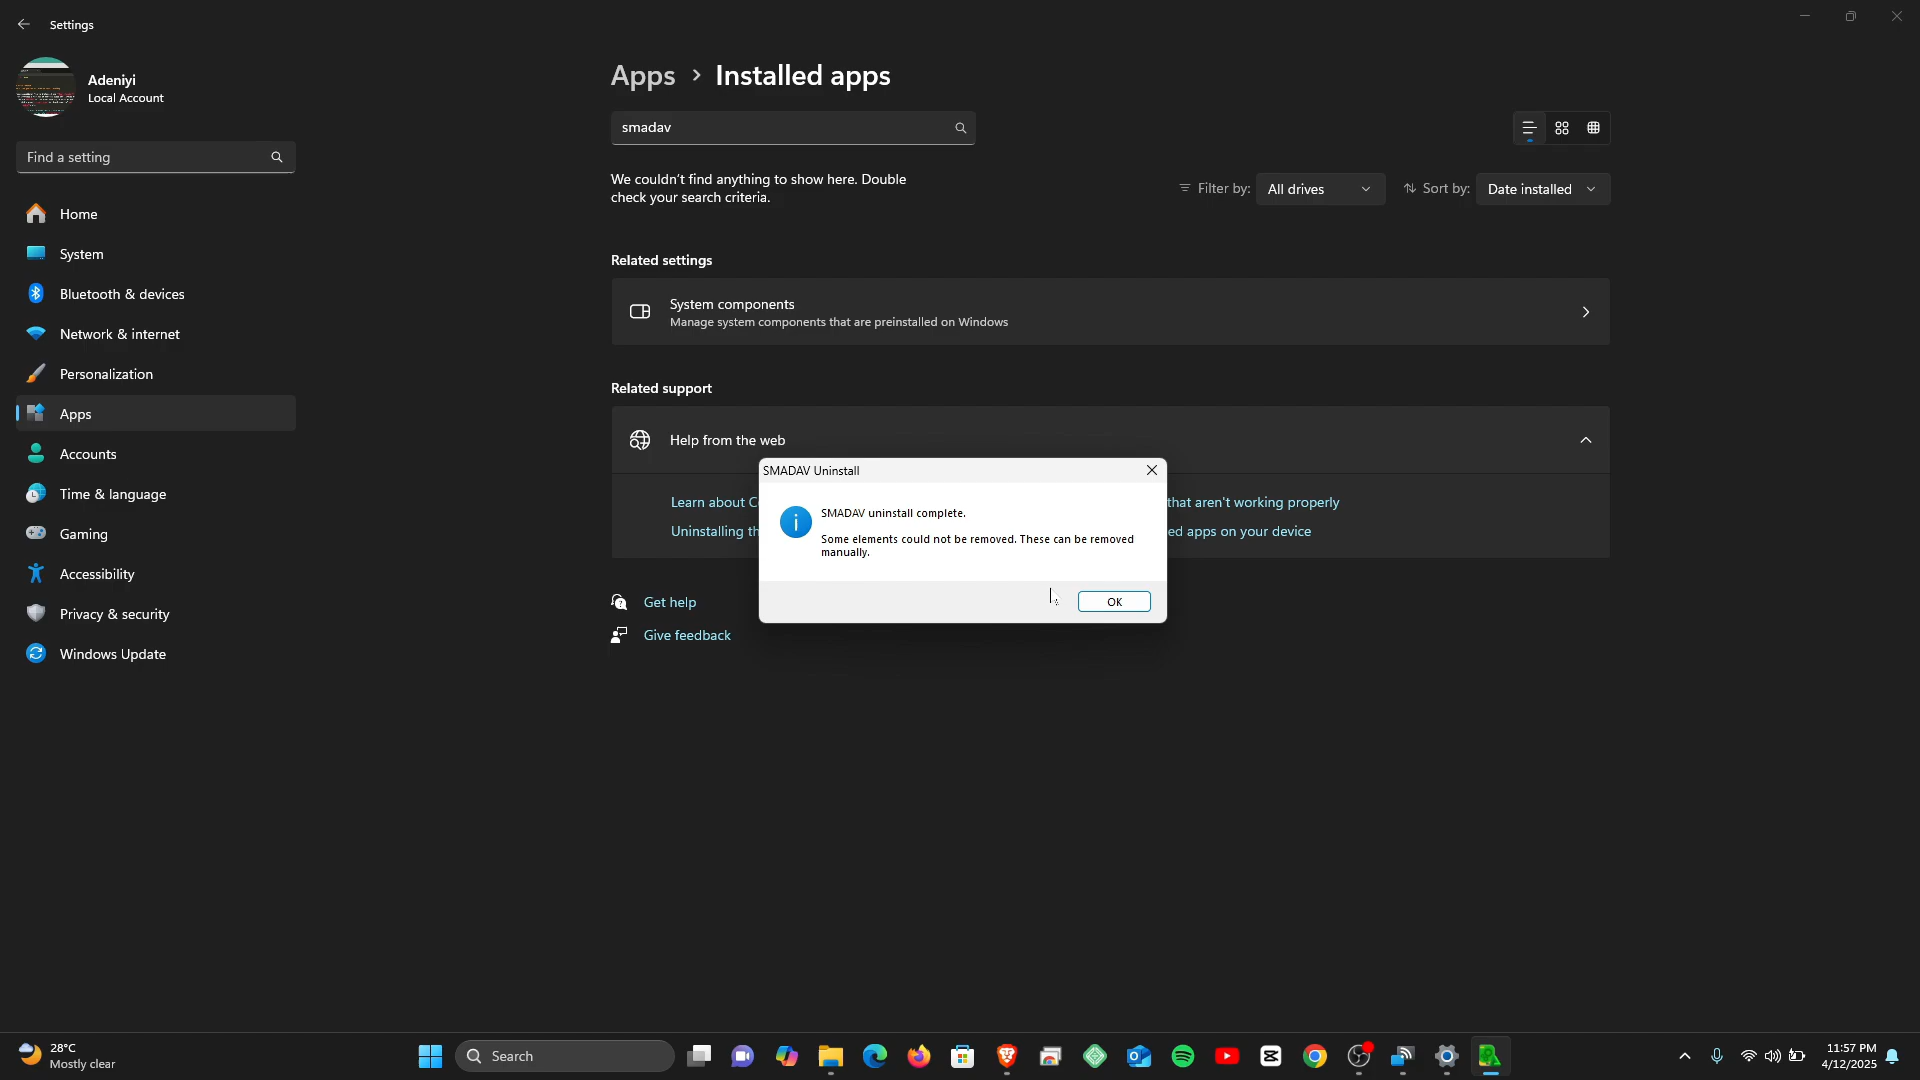 Settings
Adeniyi
Local Account
Find a setting
Home
System
Bluetooth & devices
Network & internet
Personalization
Apps
Accounts
Time & language
Gaming
Accessibility
Privacy & security
Windows Update
Apps > Installed apps
smadav
We couldn't find anything to show here. Double
check your search criteria.
Filter by: All drives
Sort by: Date installed
Related settings
System components
Manage system components that are preinstalled on Windows
Related support
Help from the web
Learn about C
that aren't working properly
Uninstalling th
ed apps on your device
SMADAV Uninstall
SMADAV uninstall complete.
Some elements could not be removed. These can be removed
manually.
OK
Get help
Give feedback
28°C
Mostly clear
Search
11:57 PM
4/12/2025